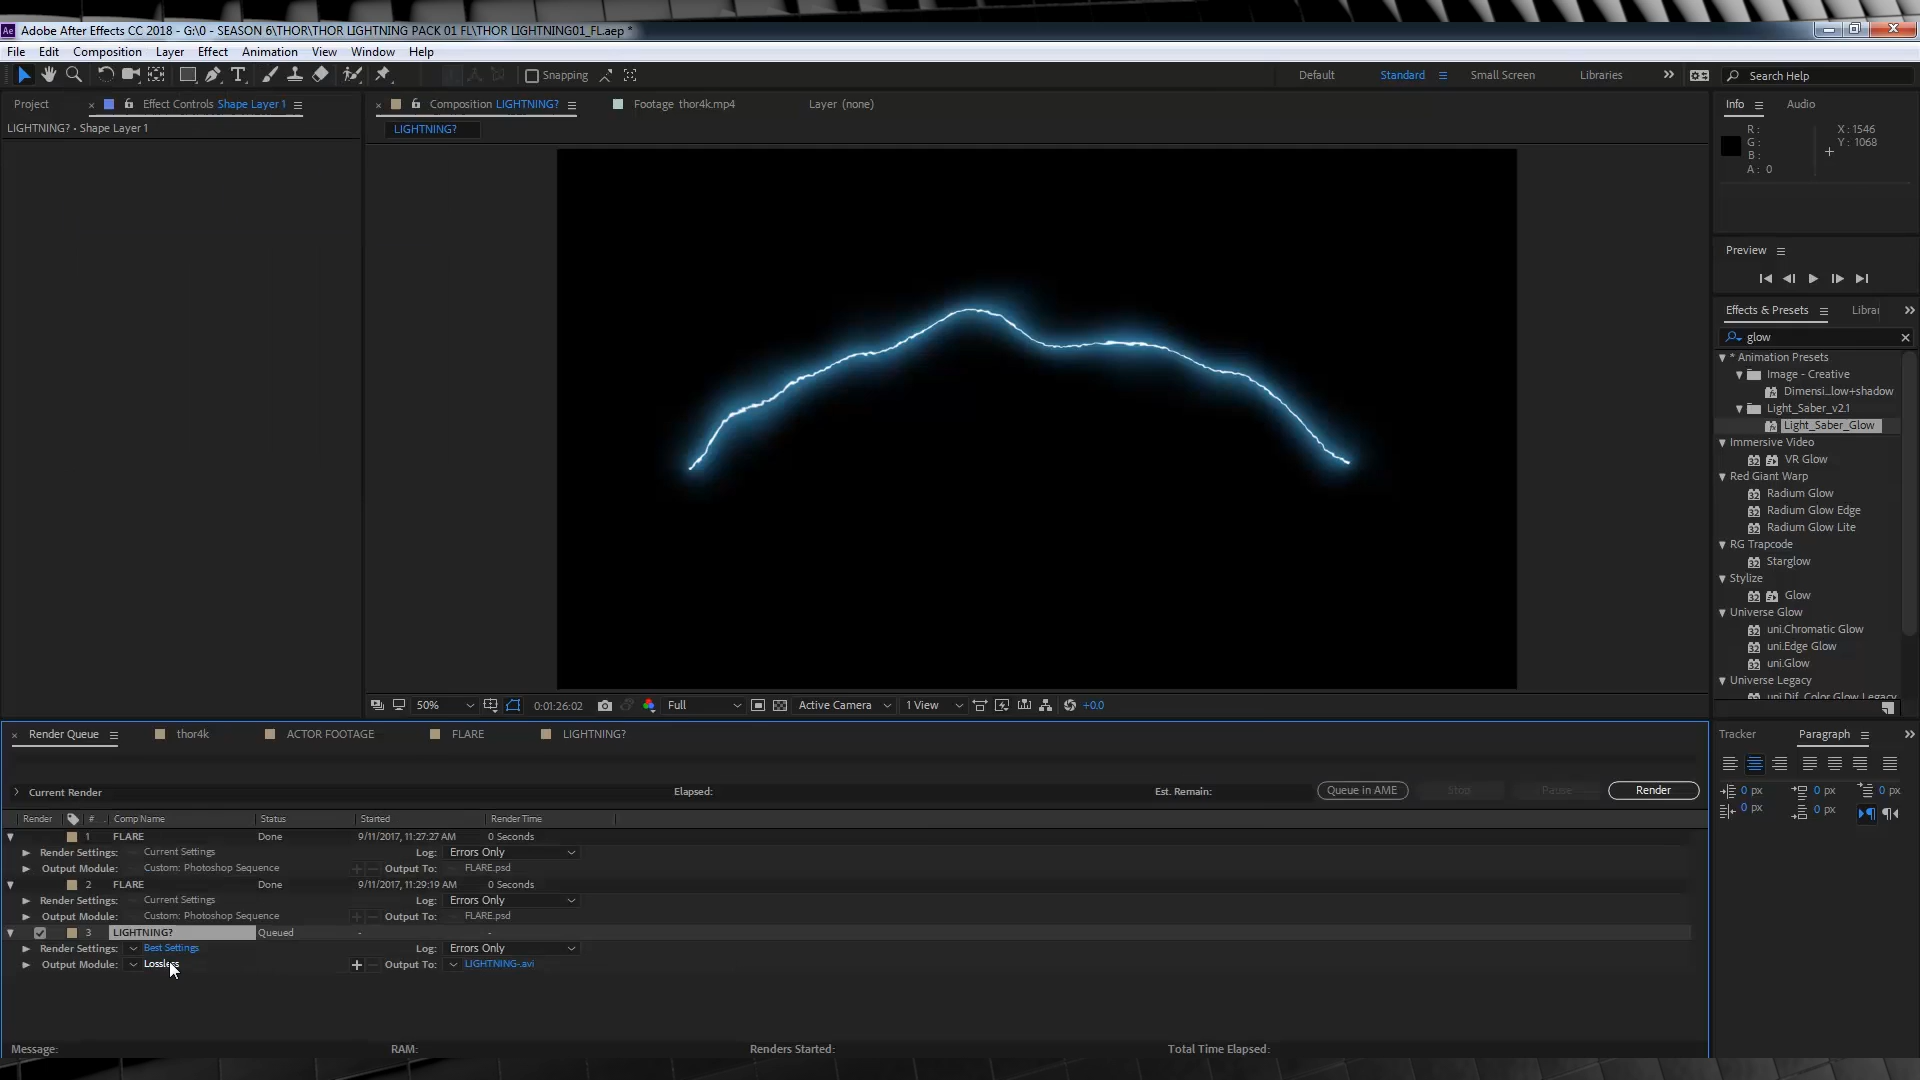 Ae Adobe After Effects CC 2018 - G:\0 - SEASON 6\THOR\THOR LIGHTNING PACK 01 FL\THOR LIGHTNING01_FL.aep *
File Edit Composition Layer Effect Animation View Window Help
Snapping Default Standard Small Screen Libraries Search Help
Project Effect Controls Shape Layer 1 Composition LIGHTNING? Footage thor4k.mp4 Layer (none) Info Audio
LIGHTNING? • Shape Layer 1
LIGHTNING?
R: X: 1546
G: Y: 1068
B:
A: 0
Preview
Effects & Presets Librar
glow
* Animation Presets
Image - Creative
Dimensi...low+shadow
Light_Saber_v2.1
Light_Saber_Glow
Immersive Video
VR Glow
Red Giant Warp
Radium Glow
Radium Glow Edge
Radium Glow Lite
RG Trapcode
Starglow
Stylize
Glow
Universe Glow
uni.Chromatic Glow
uni.Edge Glow
uni.Glow
Universe Legacy
uni.Dif Color Glow Legacy
50% 0:01:26:02 Full Active Camera 1 View +0.0
Render Queue thor4k ACTOR FOOTAGE FLARE LIGHTNING? Tracker Paragraph
Current Render Elapsed: Est. Remain: Queue in AME Stop Pause Render
0 px 0 px 0 px
0 px 0 px
Render # Comp Name Status Started Render Time
1 FLARE Done 9/11/2017, 11:27:27 AM 0 Seconds
Render Settings: Current Settings Log: Errors Only
Output Module: Custom: Photoshop Sequence Output To: FLARE.psd
2 FLARE Done 9/11/2017, 11:29:19 AM 0 Seconds
Render Settings: Current Settings Log: Errors Only
Output Module: Custom: Photoshop Sequence Output To: FLARE.psd
3 LIGHTNING? Queued - -
Render Settings: Best Settings Log: Errors Only
Output Module: Lossless Output To: LIGHTNING-.avi
Message: RAM: Renders Started: Total Time Elapsed: